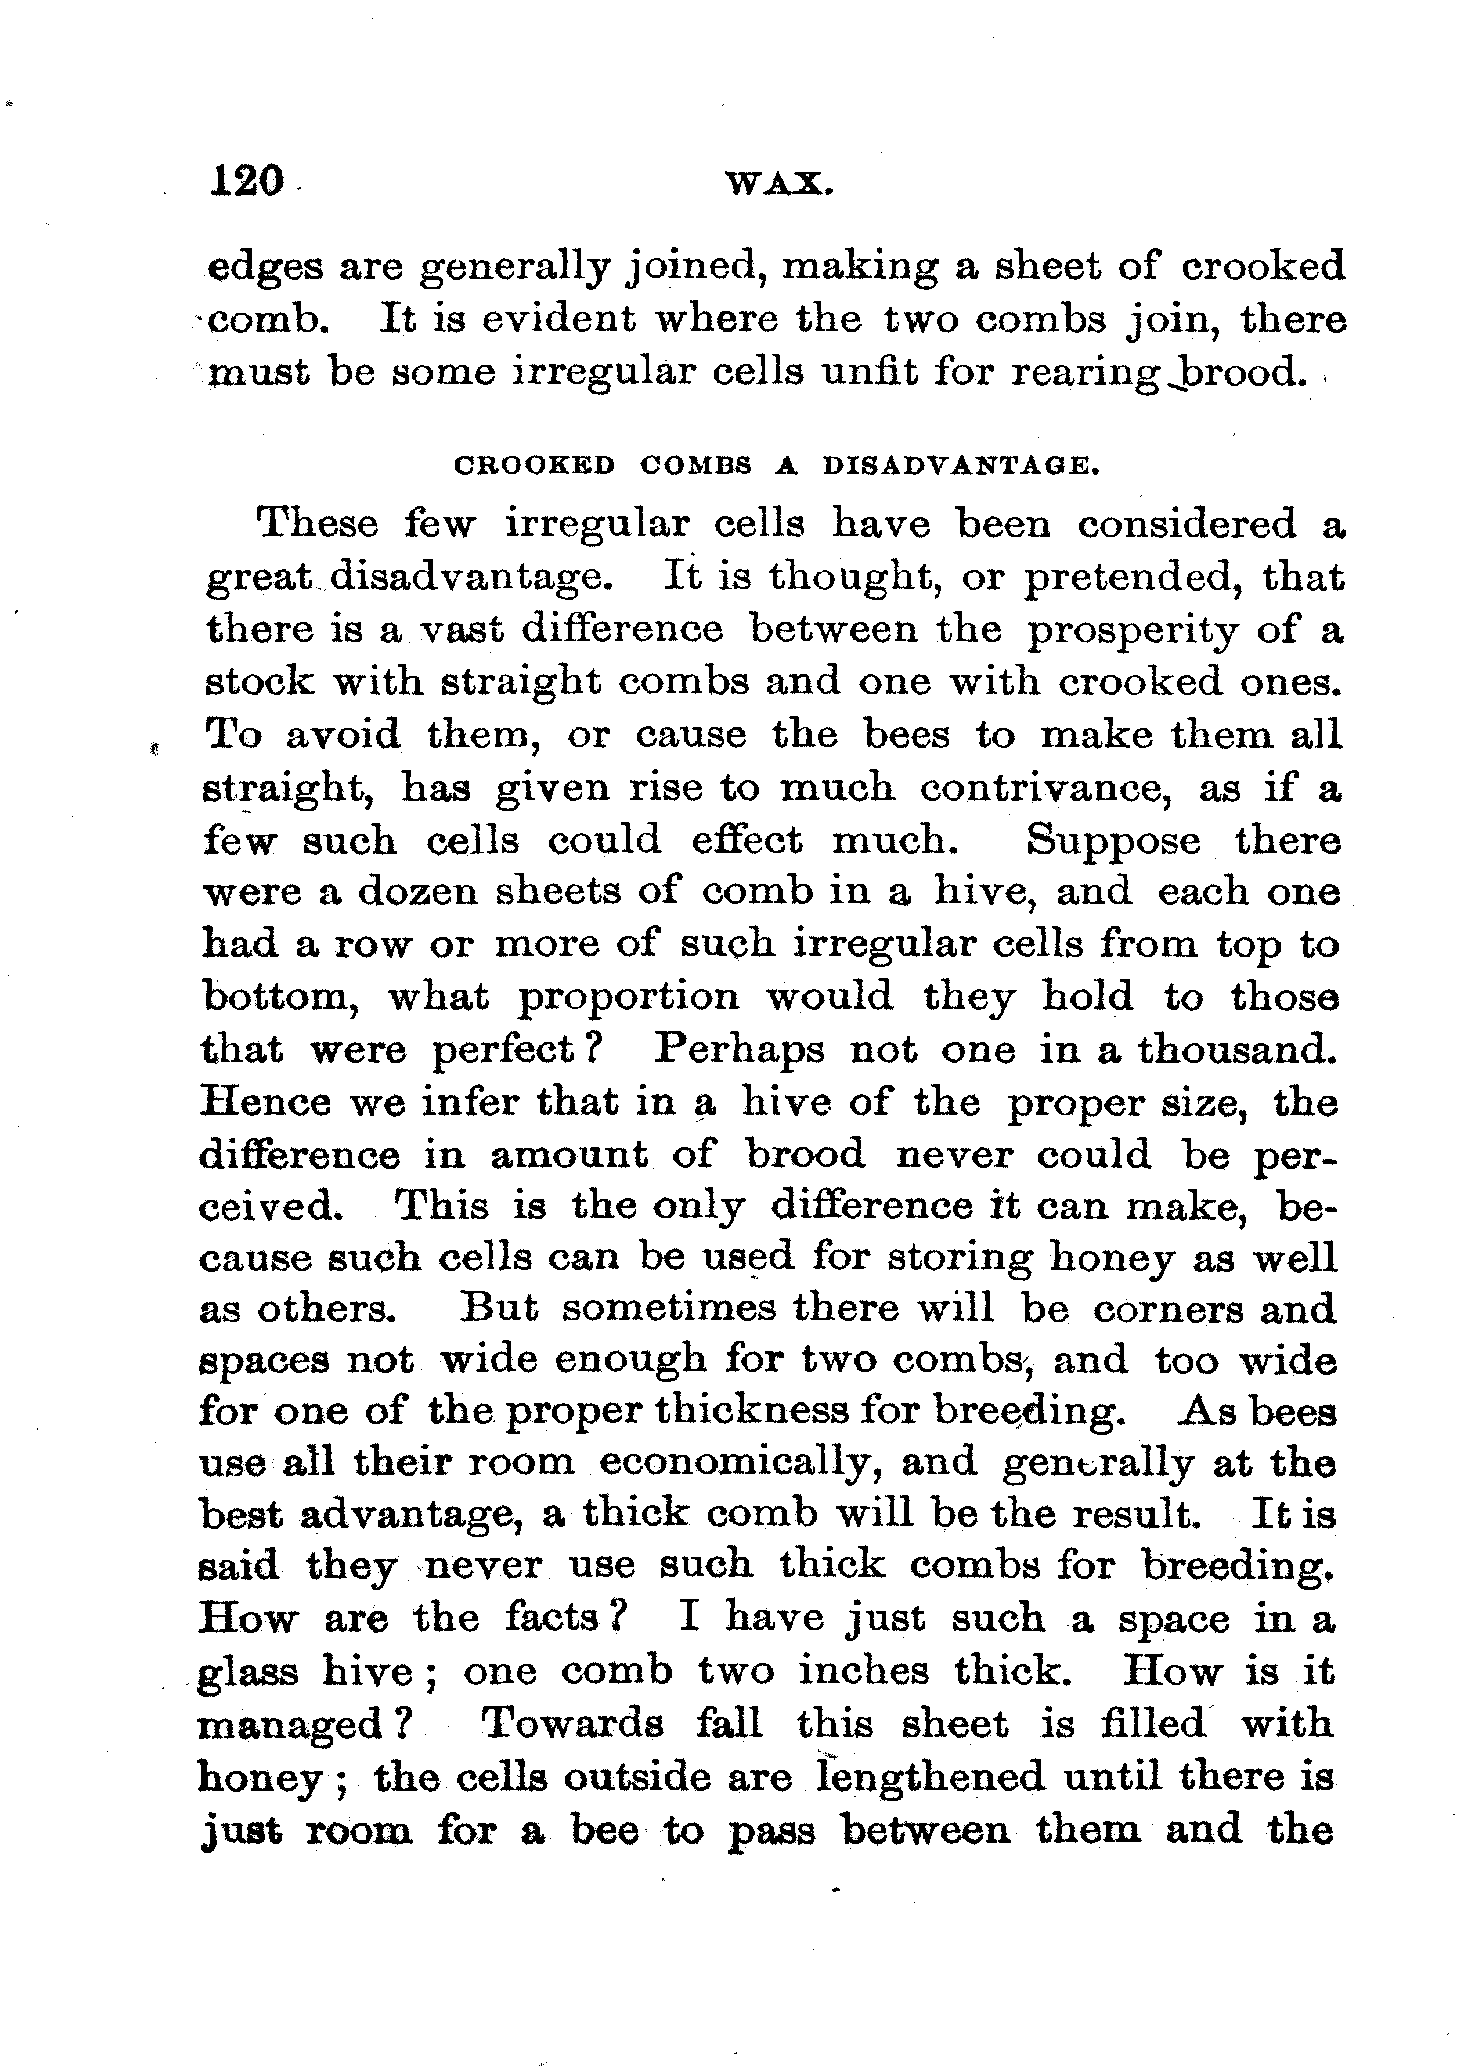 120 WAX.
edges are generally joined, making a sheet of crooked
comb. It is evident where the two combs join, there
must be some irregular cells unfit for rearing brood.
CROOKED COMBS A DISADVANTAGE.
These few irregular cells have been considered a
great disadvantage. It is thought, or pretended, that
there is a vast difference between the prosperity of a
stock with straight combs and one with crooked ones.
To avoid them, or cause the bees to make them all
straight, has given rise to much contrivance, as if a
few such cells could effect much. Suppose there
were a dozen sheets of comb in a hive, and each one
had a row or more of such irregular cells from top to
bottom, what proportion would they hold to those
that were perfect? Perhaps not one in a thousand.
Hence we infer that in a hive of the proper size, the
difference in amount of brood never could be per-
ceived. This is the only difference it can make, be-
cause such cells can be used for storing honey as well
as others. But sometimes there will be corners and
spaces not wide enough for two combs, and too wide
for one of the proper thickness for breeding. As bees
use all their room economically, and generally at the
best advantage, a thick comb will be the result. It is
said they never use such thick combs for breeding.
How are the facts? I have just such a space in a
glass hive; one comb two inches thick. How is it
managed? Towards fall this sheet is filled with
honey; the cells outside are lengthened until there is
just room for a bee to pass between them and the